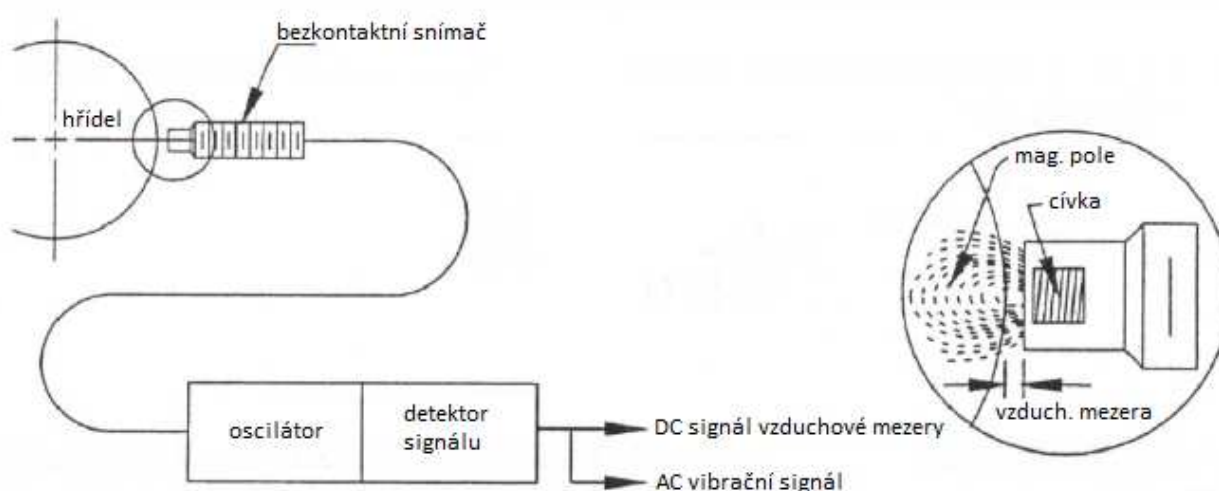 bezkontaktní snímač
hřídel
mag. pole
cívka
vzduch. mezera
oscilátor
detektor
signálu
DC signál vzduchové mezery
AC vibrační signál